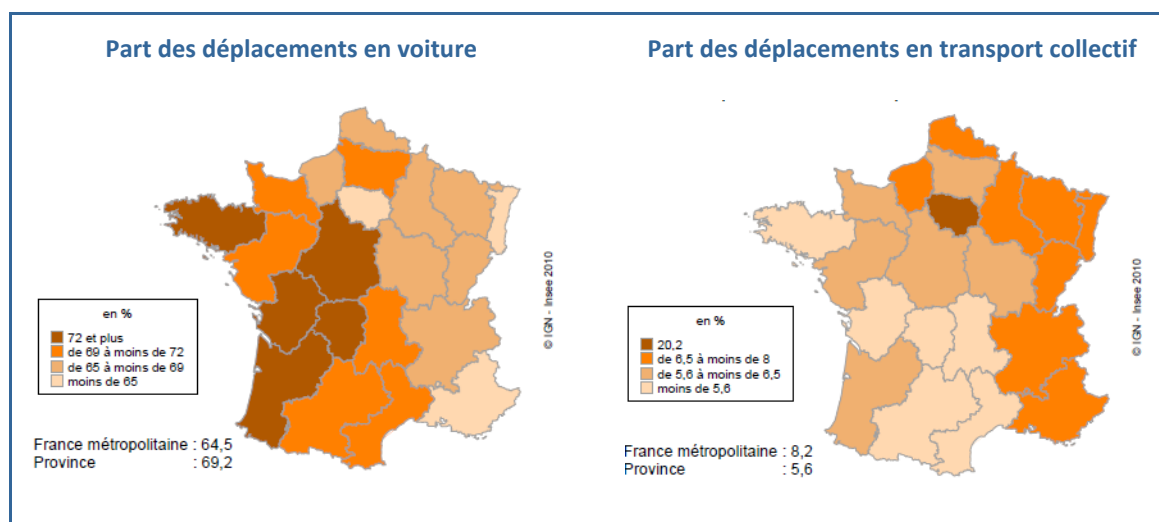 Part des déplacements en voiture
en %
72 et plus
de 69 à moins de 72
de 65 à moins de 69
moins de 65
France métropolitaine : 64,5
Province : 69,2
© IGN - Insee 2010
Part des déplacements en transport collectif
en %
20,2
de 6,5 à moins de 8
de 5,6 à moins de 6,5
moins de 5,6
France métropolitaine : 8,2
Province : 5,6
© IGN - Insee 2010